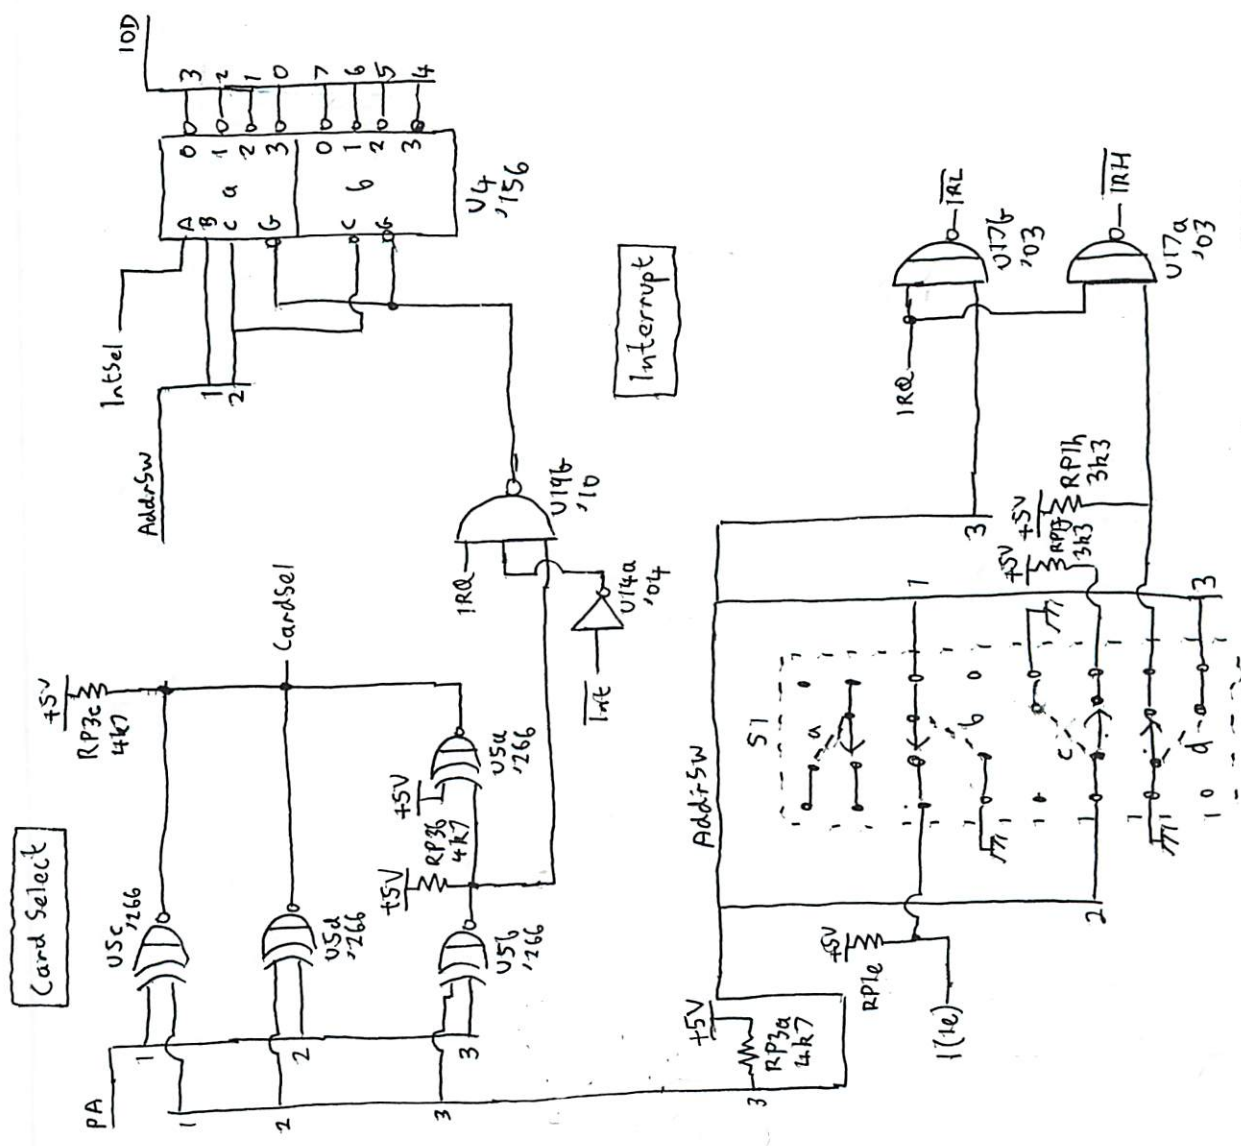 IOD
3
2
1
0
7
6
5
4
0
1
2
3
0
1
2
3
a
b
A
B
C
G
C
G
U4
'156
IntSel
AddrSw
1
2
Interrupt
IRQ
U19b
'10
U14a
'04
Int
Card Select
+5V
RP3c
4k7
CardSel
U5c
'266
U5d
'266
U5a
'266
+5V
+5V
RP3b
4k7
U5b
'266
PA
1
2
3
1
2
3
3
+5V
RP3a
4k7
AddrSw
1
2
3
3
S1
a
b
c
d
+5V
RP1e
1(1e)
+5V
3k3
+5V
RP1h
3k3
IRQ
IRL
U17b
'03
IRH
U17a
'03